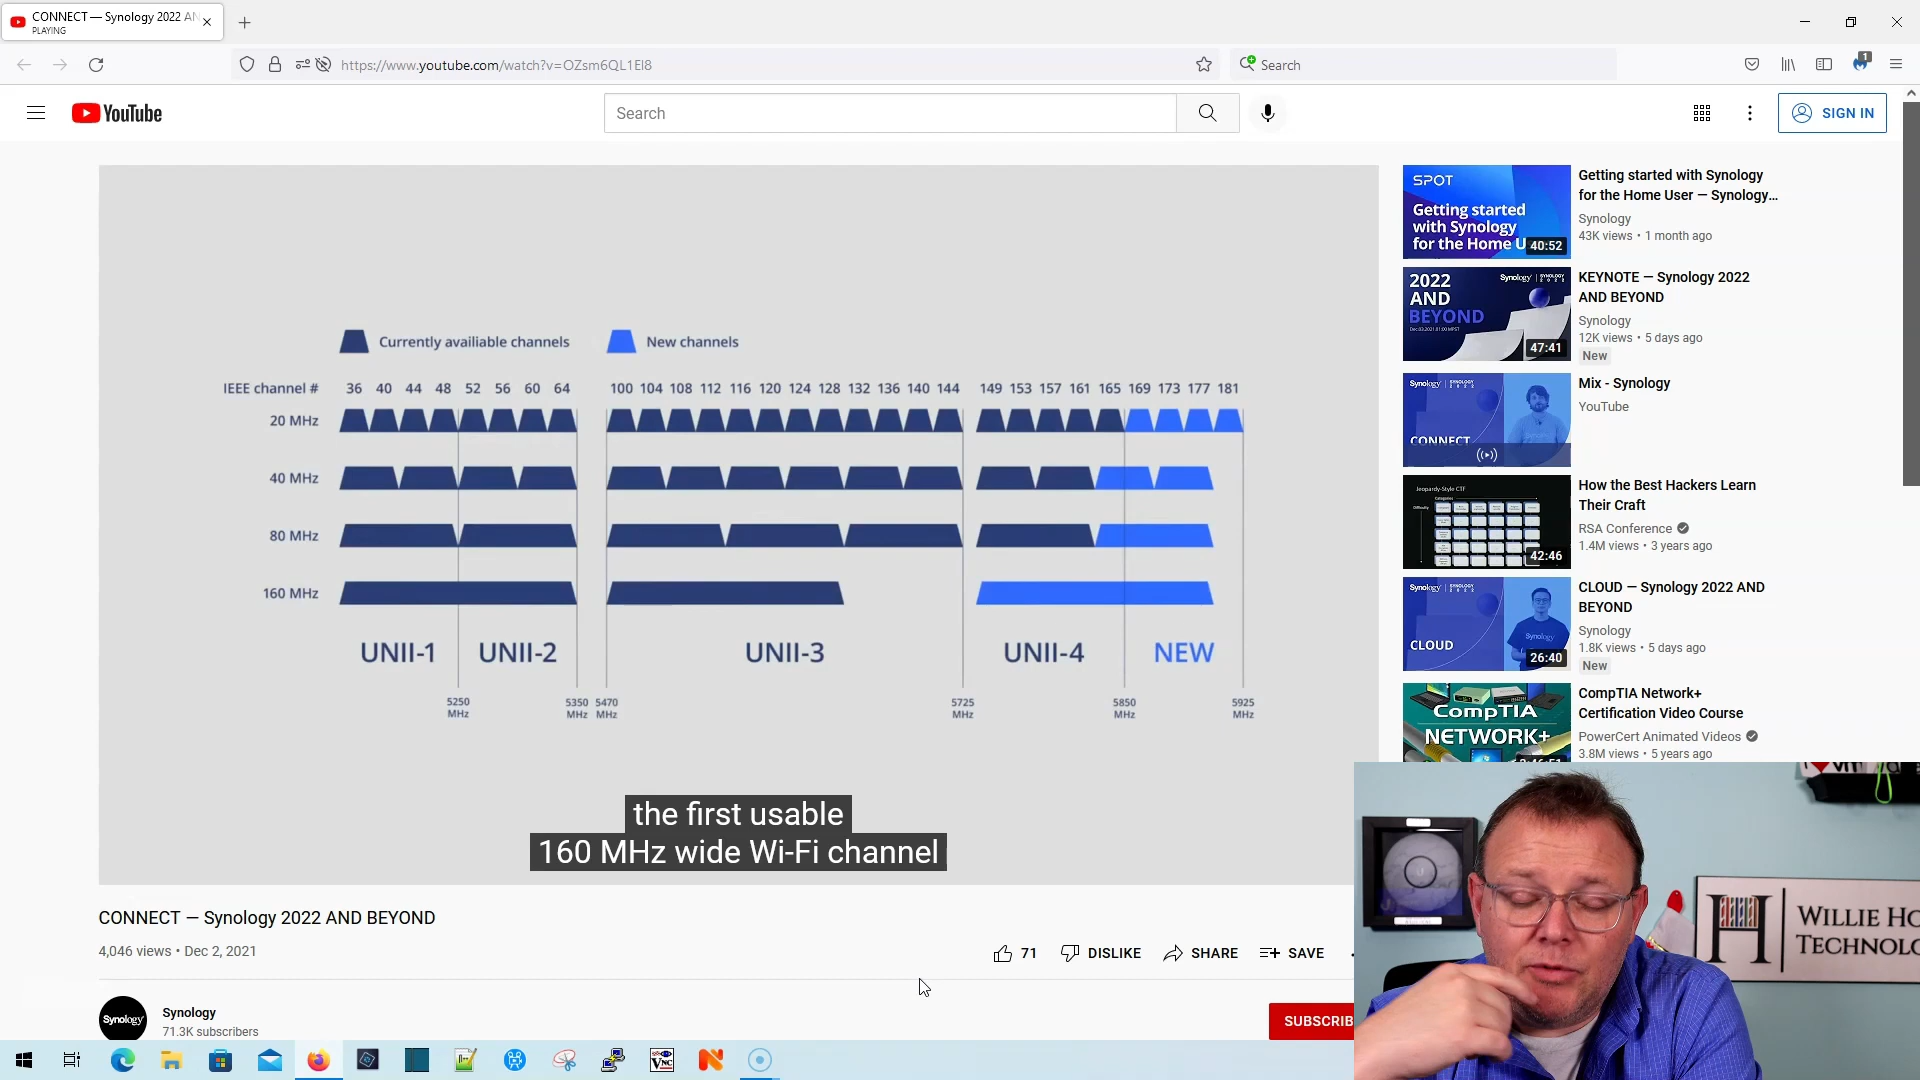 CONNECT — Synology 2022 AN
PLAYING
https://www.youtube.com/watch?v=OZsm6QL1EI8
Search
1
YouTube
Search
SIGN IN
Currently availiable channels
New channels
IEEE channel # 36 40 44 48 52 56 60 64 100 104 108 112 116 120 124 128 132 136 140 144 149 153 157 161 165 169 173 177 181
20 MHz
40 MHz
80 MHz
160 MHz
UNII-1 UNII-2 UNII-3 UNII-4 NEW
5250 MHz
5350 MHz
5470 MHz
5725 MHz
5850 MHz
5925 MHz
the first usable
160 MHz wide Wi-Fi channel
CONNECT — Synology 2022 AND BEYOND
4,046 views • Dec 2, 2021
71
DISLIKE
SHARE
SAVE
Synology
Synology
71.3K subscribers
SUBSCRIB
SPOT
Getting started
with Synology
for the Home U
40:52
Getting started with Synology
for the Home User — Synology...
Synology
43K views • 1 month ago
2022
AND
BEYOND
Synology
47:41
KEYNOTE — Synology 2022
AND BEYOND
Synology
12K views • 5 days ago
New
Synology
CONNECT
Mix - Synology
YouTube
Jeopardy-Style CTF
42:46
How the Best Hackers Learn
Their Craft
RSA Conference
1.4M views • 3 years ago
Synology
CLOUD
26:40
CLOUD — Synology 2022 AND
BEYOND
Synology
1.8K views • 5 days ago
New
CompTIA
NETWORK+
CompTIA Network+
Certification Video Course
PowerCert Animated Videos
3.8M views • 5 years ago
H
WILLIE HO
TECHNOLO
VNC